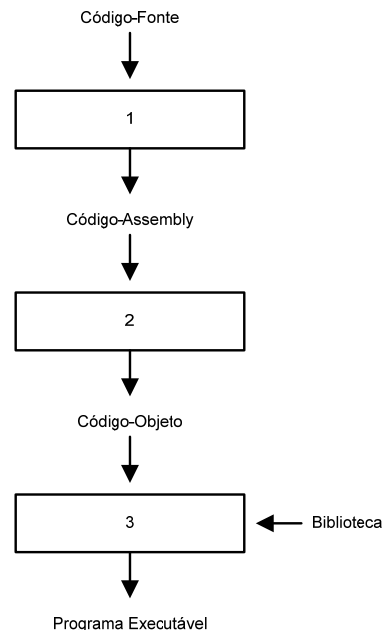 Código-Fonte
1
Código-Assembly
2
Código-Objeto
3
Biblioteca
Programa Executável